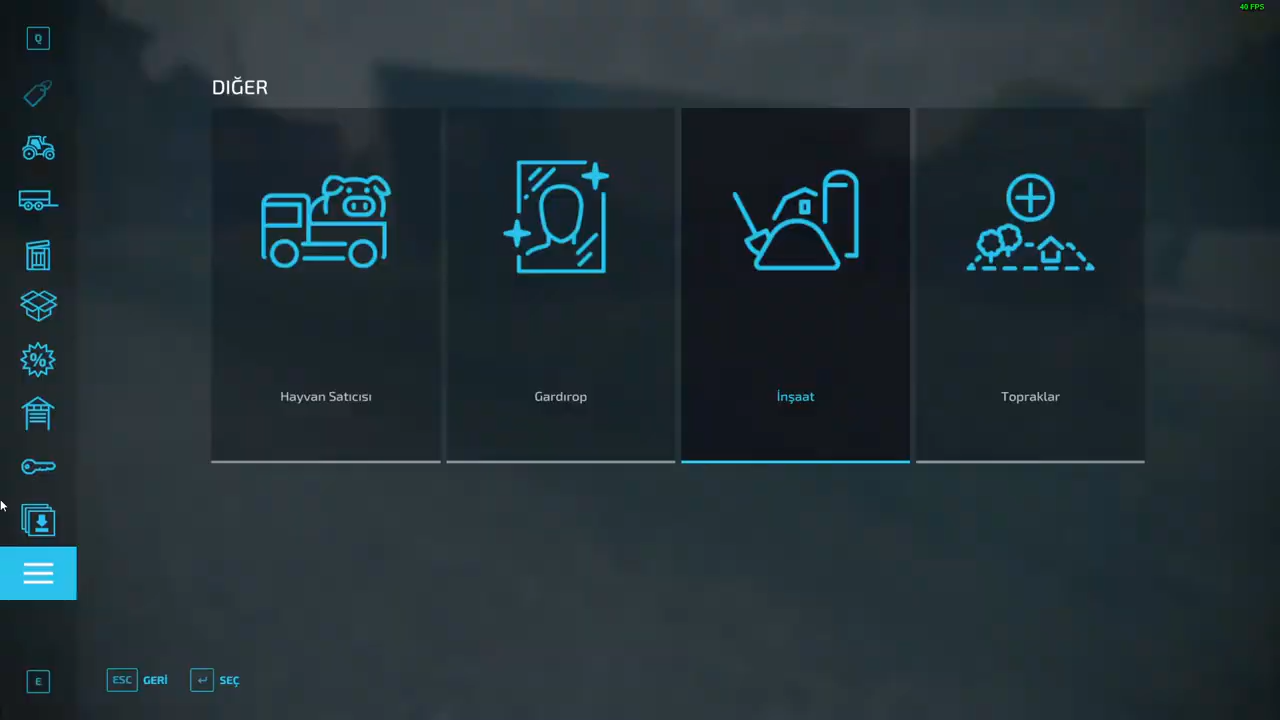 40 FPS
Q
DIĞER
Hayvan Satıcısı
Gardırop
İnşaat
Topraklar
E
ESC GERİ SEÇ